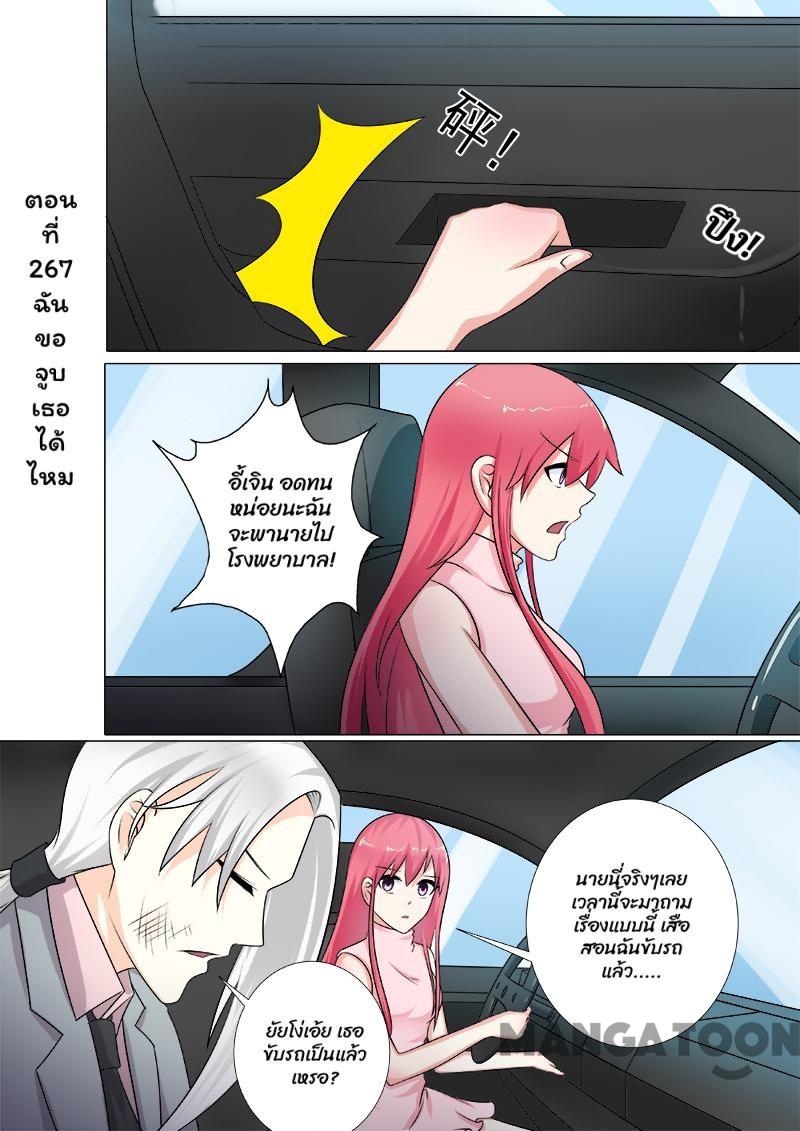 ตอน
ที่
267
ฉัน
ขอ
จูบ
เธอ
ได้
ไหม
砰!
ปึง!
อี้เจิน อดทน
หน่อยนะฉัน
จะพานายไป
โรงพยาบาล!
นายนี่จริงๆเลย
เวลานี้จะมาถาม
เรื่องแบบนี้ เสือ
สอนฉันขับรถ
แล้ว.....
ยัยโง่เอ้ย เธอ
ขับรถเป็นแล้ว
เหรอ?
MANGATOON